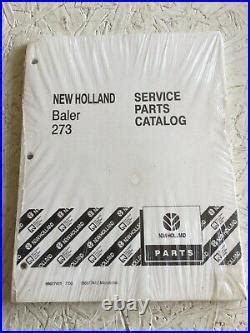 NEW HOLLAND
Baler
273
SERVICE
PARTS
CATALOG
NEW HOLLAND
PARTS